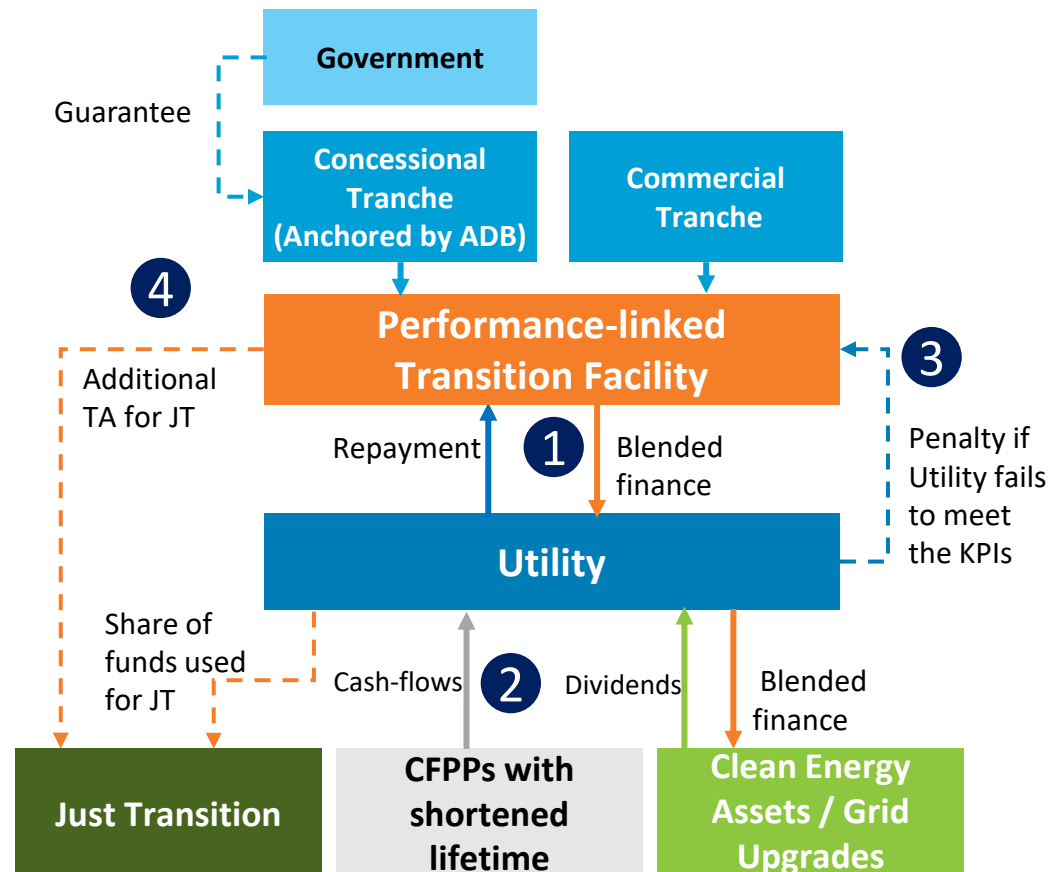 Government
Guarantee
Concessional
Tranche
(Anchored by ADB)
Commercial
Tranche
4
Performance-linked
Transition Facility
3
Additional
TA for JT
Repayment
1
Blended
finance
Penalty if
Utility fails
to meet
the KPIs
Utility
Share of
funds used
for JT
Cash-flows
2
Dividends
Blended
finance
Just Transition
CFPPs with
shortened
lifetime
Clean Energy
Assets / Grid
Upgrades